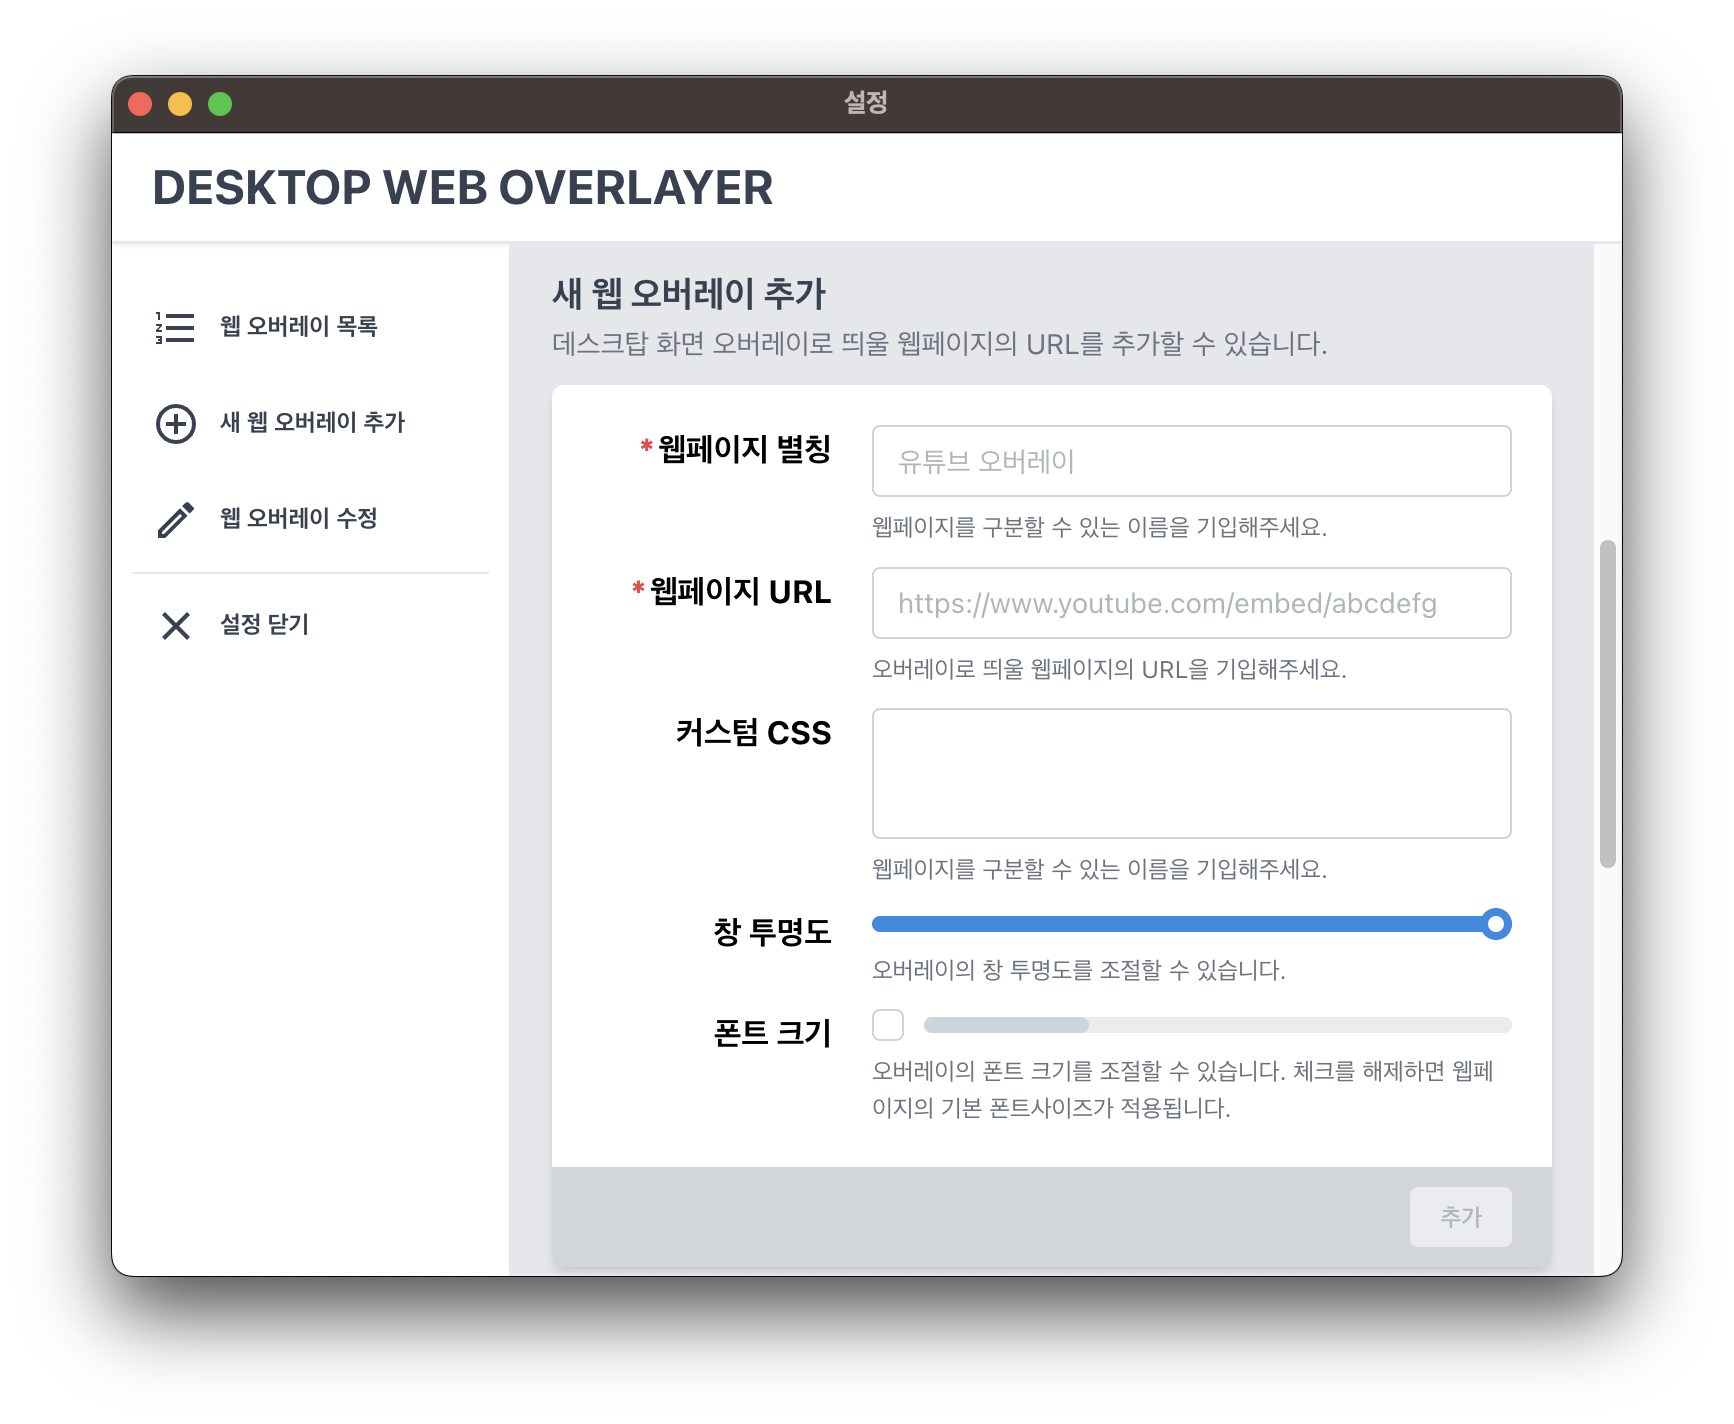 설정
DESKTOP WEB OVERLAYER
웹 오버레이 목록
새 웹 오버레이 추가
웹 오버레이 수정
설정 닫기
새 웹 오버레이 추가
데스크탑 화면 오버레이로 띄울 웹페이지의 URL를 추가할 수 있습니다.
*웹페이지 별칭
유튜브 오버레이
웹페이지를 구분할 수 있는 이름을 기입해주세요.
*웹페이지 URL
https://www.youtube.com/embed/abcdefg
오버레이로 띄울 웹페이지의 URL을 기입해주세요.
커스텀 CSS
웹페이지를 구분할 수 있는 이름을 기입해주세요.
창 투명도
오버레이의 창 투명도를 조절할 수 있습니다.
폰트 크기
오버레이의 폰트 크기를 조절할 수 있습니다. 체크를 해제하면 웹페
이지의 기본 폰트사이즈가 적용됩니다.
추가